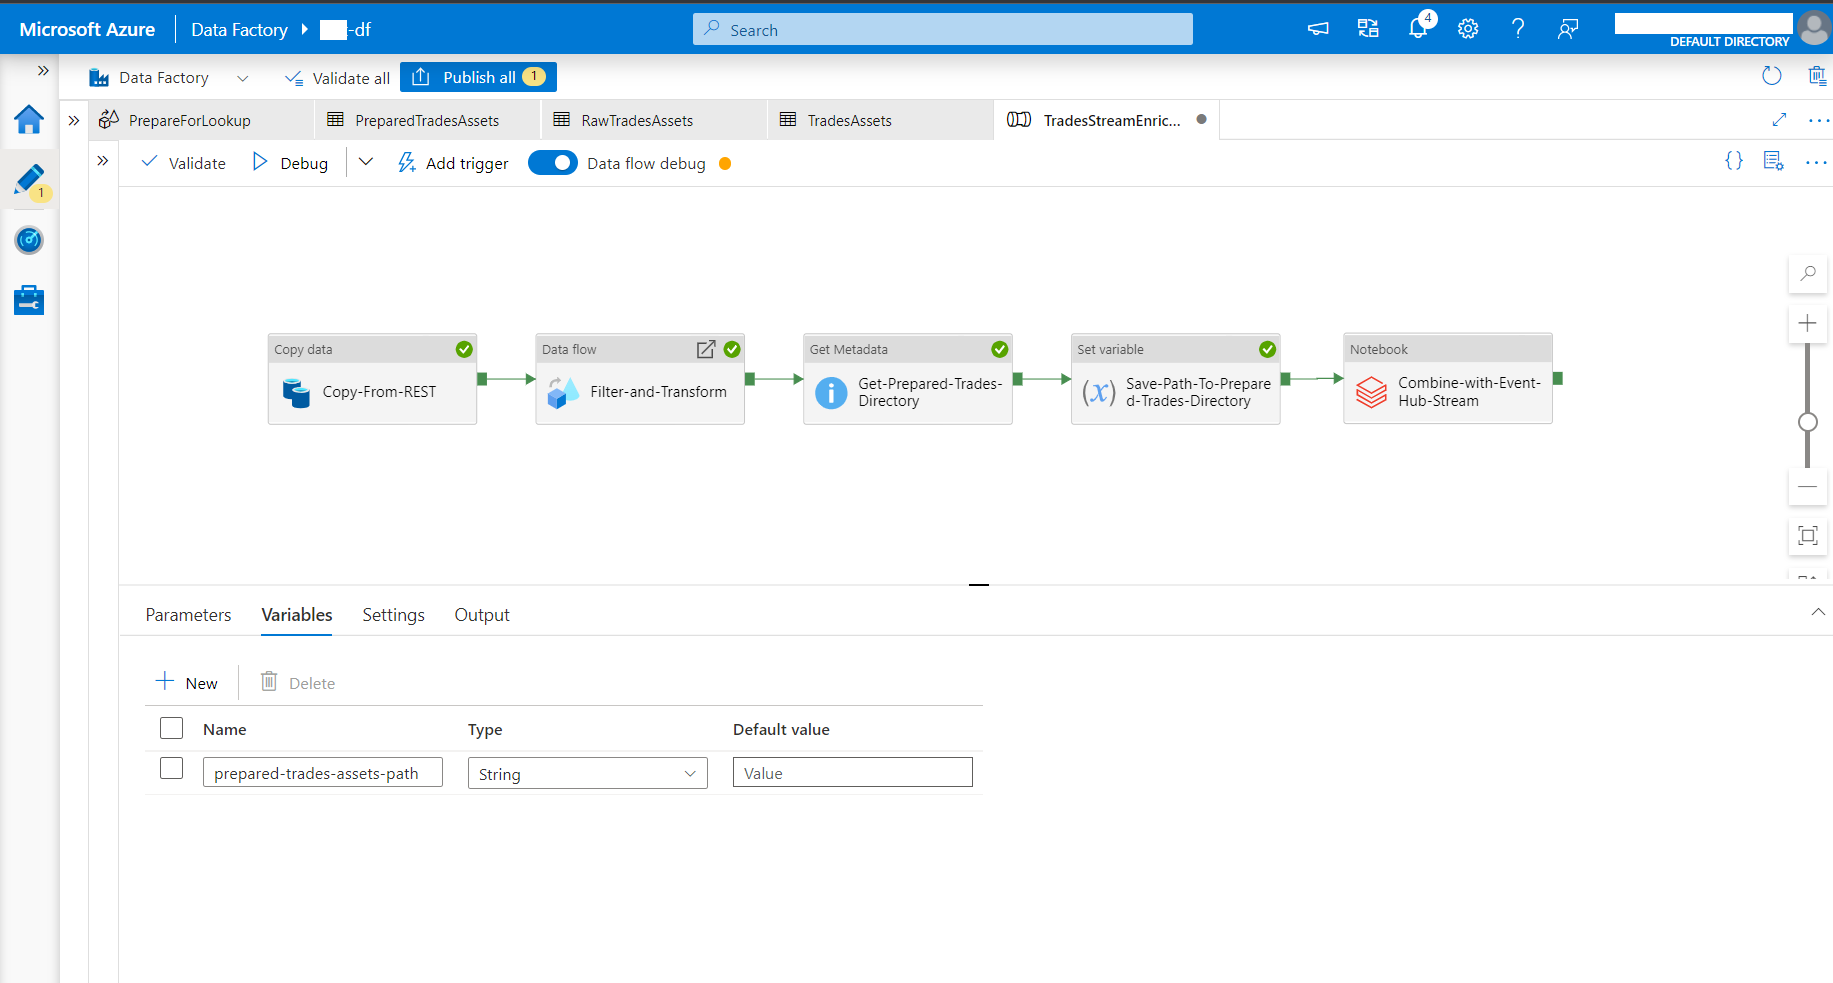 Microsoft Azure
Data Factory
-df
Search
4
DEFAULT DIRECTORY
Data Factory
Validate all
Publish all 1
PrepareForLookup
PreparedTradesAssets
RawTradesAssets
TradesAssets
TradesStreamEnric...
1
Validate
Debug
Add trigger
Data flow debug
Copy data
Copy-From-REST
Data flow
Filter-and-Transform
Get Metadata
Get-Prepared-Trades-
Directory
Set variable
Save-Path-To-Prepare
d-Trades-Directory
Notebook
Combine-with-Event-
Hub-Stream
Parameters
Variables
Settings
Output
New
Delete
Name
Type
Default value
prepared-trades-assets-path
String
Value